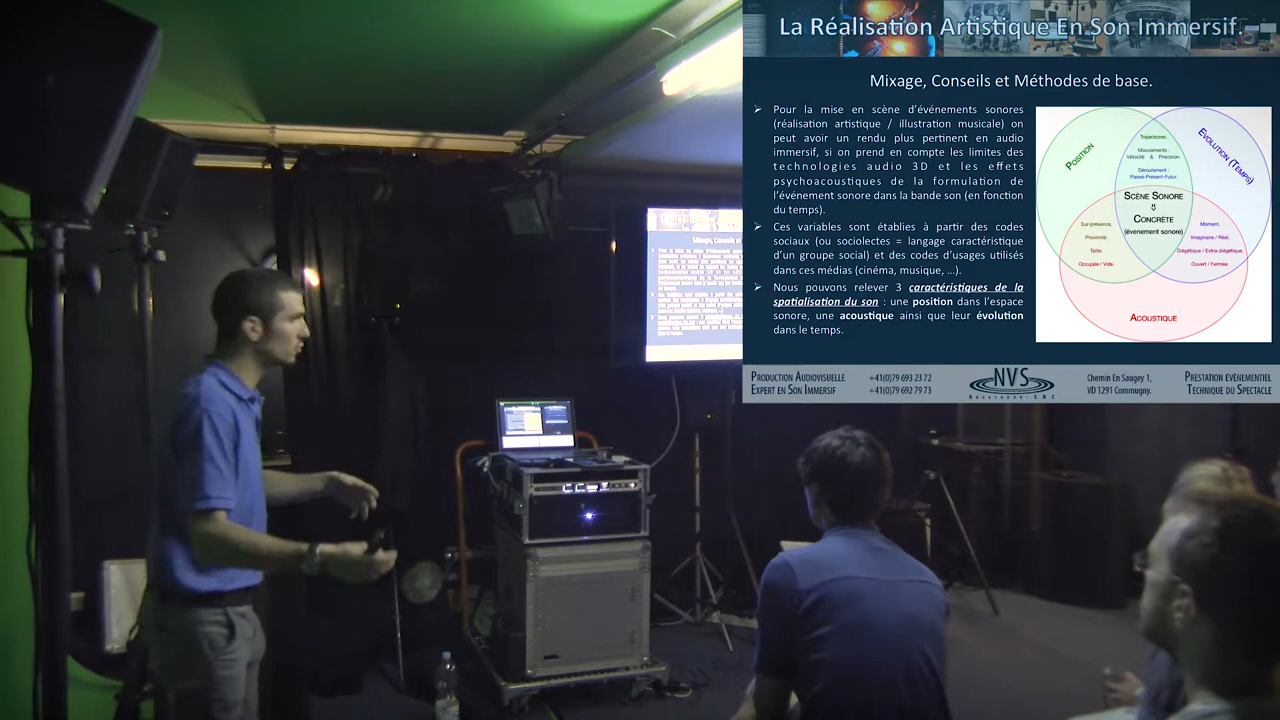 La Réalisation Artistique En Son Immersif.
Mixage, Conseils et Méthodes de base.
Pour la mise en scène d'événements sonores
(réalisation artistique / illustration musicale) on
peut avoir un rendu plus pertinent en audio
immersif, si on prend en compte les limites des
technologies audio 3D et les effets
psychoacoustiques de la formulation de
l'événement sonore dans la bande son (en fonction
du temps).
Ces variables sont établies à partir des codes
sociaux (ou sociolectes = langage caractéristique
d'un groupe social) et des codes d'usages utilisés
dans ces médias (cinéma, musique, ...).
Nous pouvons relever 3 caractéristiques de la
spatialisation du son : une position dans l'espace
sonore, une acoustique ainsi que leur évolution
dans le temps.
Position
Evolution (Temps)
Trajectoires.
Mouvements :
Vélocité & Précision.
Déroulement :
Passé-Présent-Futur.
Scène Sonore
Concrète
(événement sonore)
Sur-présence.
Proximité.
Taille.
Occupée / Vide.
Moment.
Imaginaire / Réel.
Diégétique / Extra-diégétique.
Ouvert / Fermée.
Acoustique
Production Audiovisuelle
Expert en Son Immersif
+41(0)79 693 23 72
+41(0)79 692 79 73
NVS
Chemin En Saugey 1,
VD 1291 Commugny.
Prestation Evènementiel
Technique du Spectacle